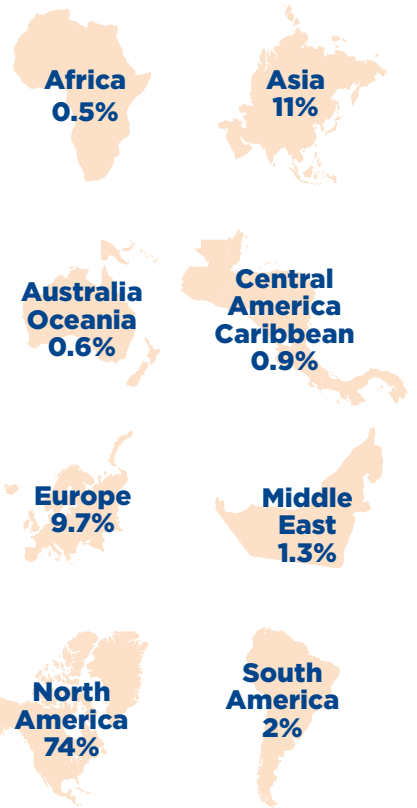 Africa
0.5%
Asia
11%
Australia
Oceania
0.6%
Central
America
Caribbean
0.9%
Europe
9.7%
Middle
East
1.3%
North
America
74%
South
America
2%